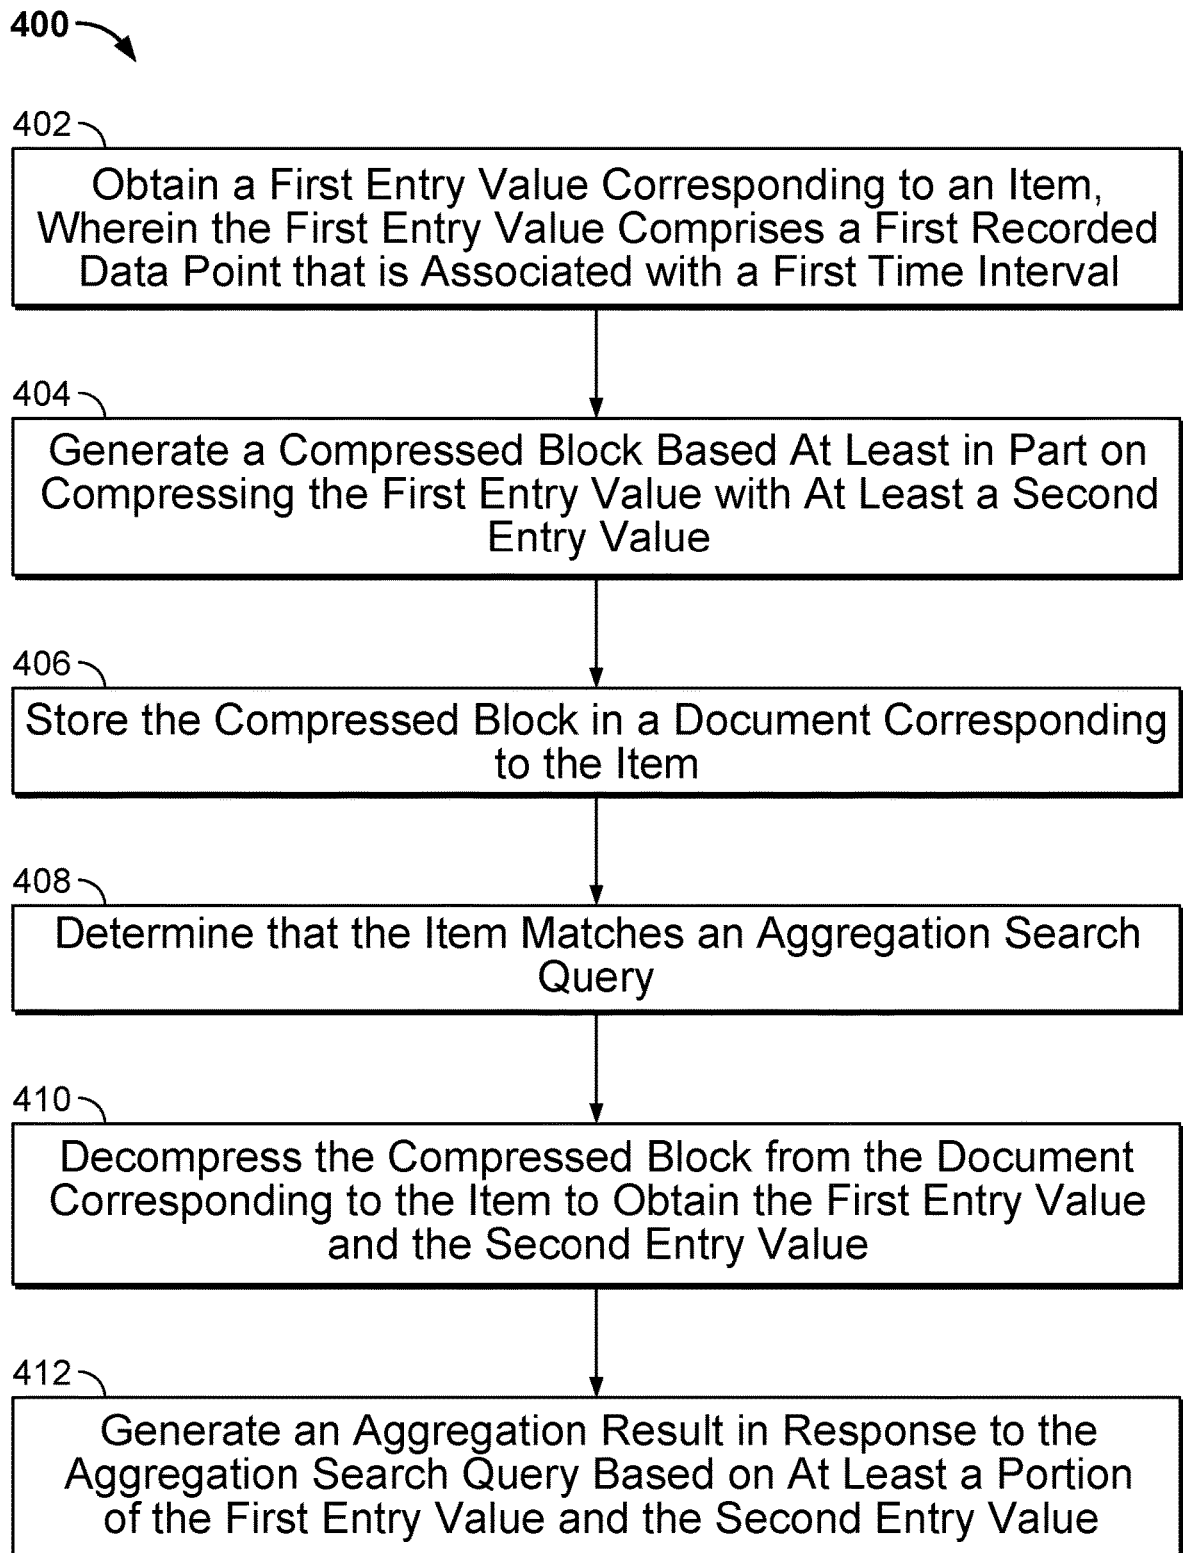 400
402
Obtain a First Entry Value Corresponding to an Item,
Wherein the First Entry Value Comprises a First Recorded
Data Point that is Associated with a First Time Interval
404
Generate a Compressed Block Based At Least in Part on
Compressing the First Entry Value with At Least a Second
Entry Value
406
Store the Compressed Block in a Document Corresponding
to the Item
408
Determine that the Item Matches an Aggregation Search
Query
410
Decompress the Compressed Block from the Document
Corresponding to the Item to Obtain the First Entry Value
and the Second Entry Value
412
Generate an Aggregation Result in Response to the
Aggregation Search Query Based on At Least a Portion
of the First Entry Value and the Second Entry Value